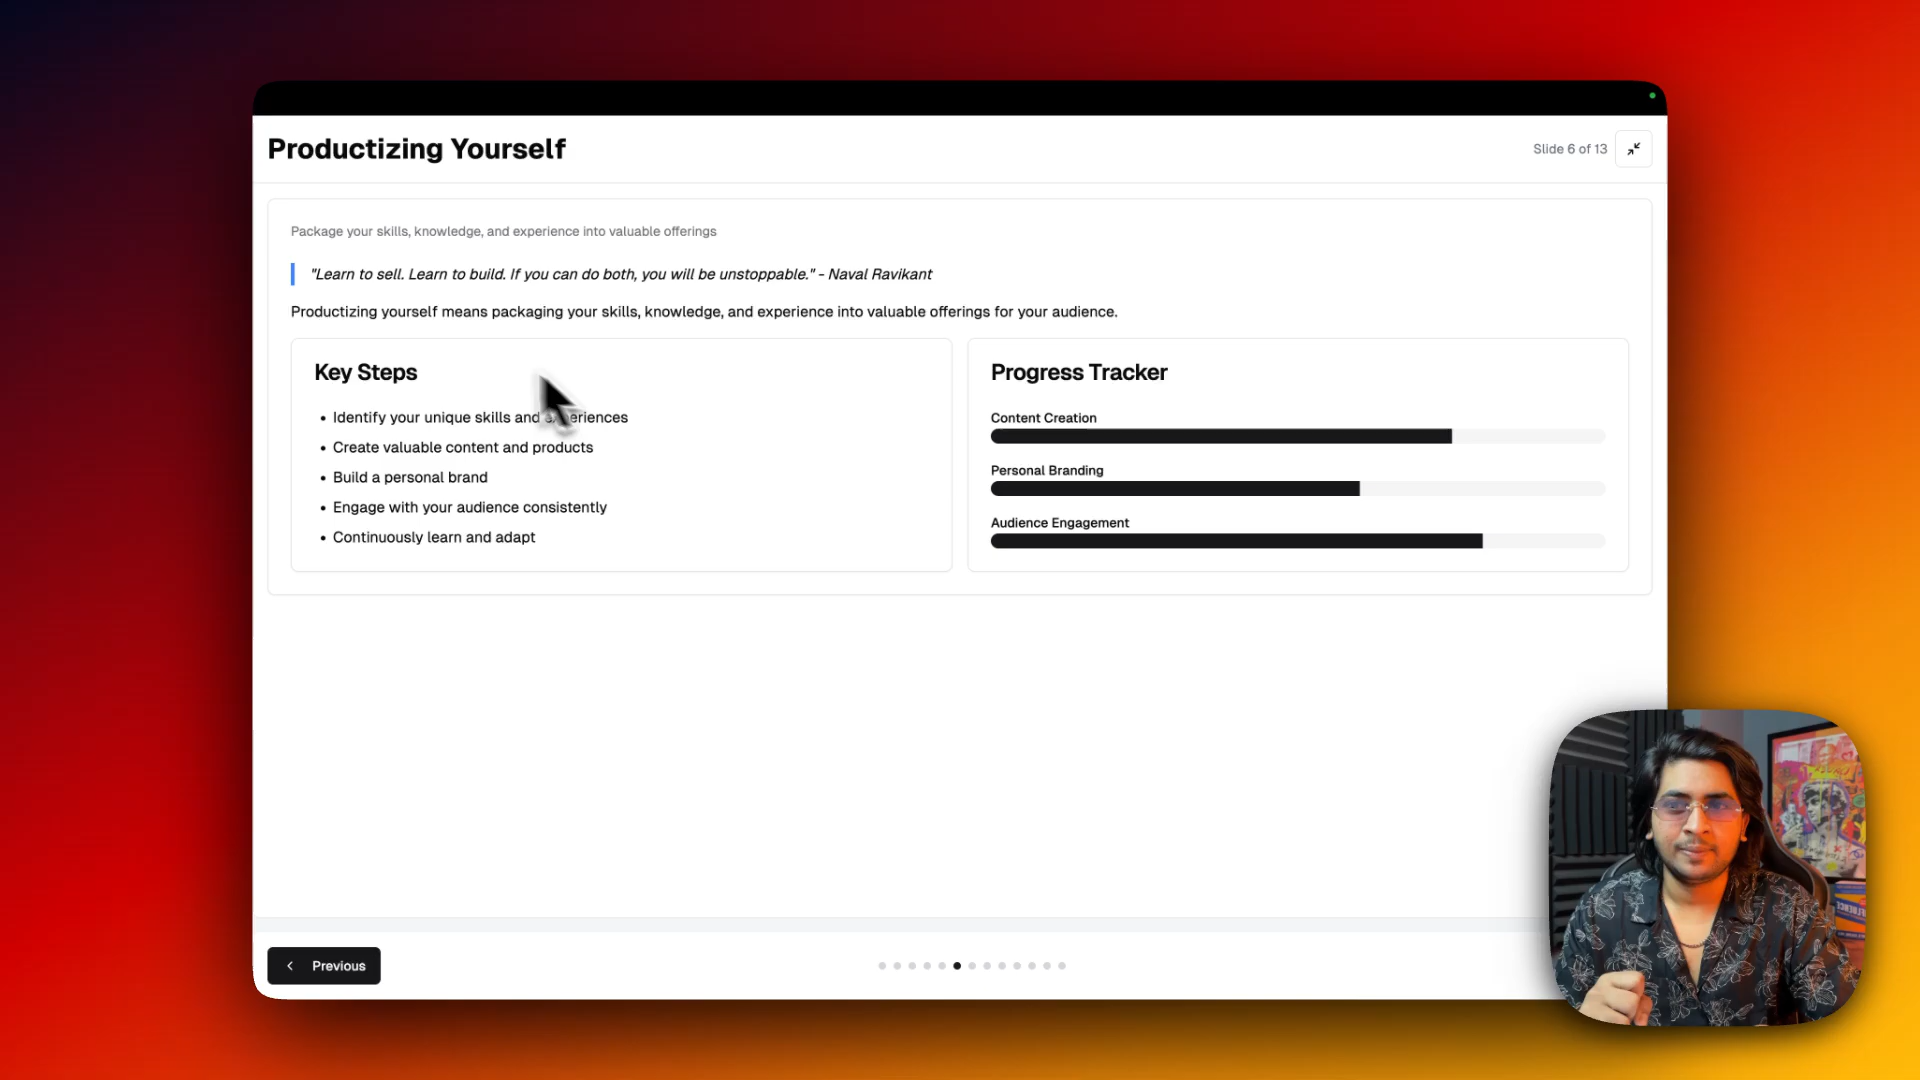 Productizing Yourself
Slide 6 of 13
Package your skills, knowledge, and experience into valuable offerings
"Learn to sell. Learn to build. If you can do both, you will be unstoppable." - Naval Ravikant
Productizing yourself means packaging your skills, knowledge, and experience into valuable offerings for your audience.
Key Steps
• Identify your unique skills and experiences
• Create valuable content and products
• Build a personal brand
• Engage with your audience consistently
• Continuously learn and adapt
Progress Tracker
Content Creation
Personal Branding
Audience Engagement
Previous